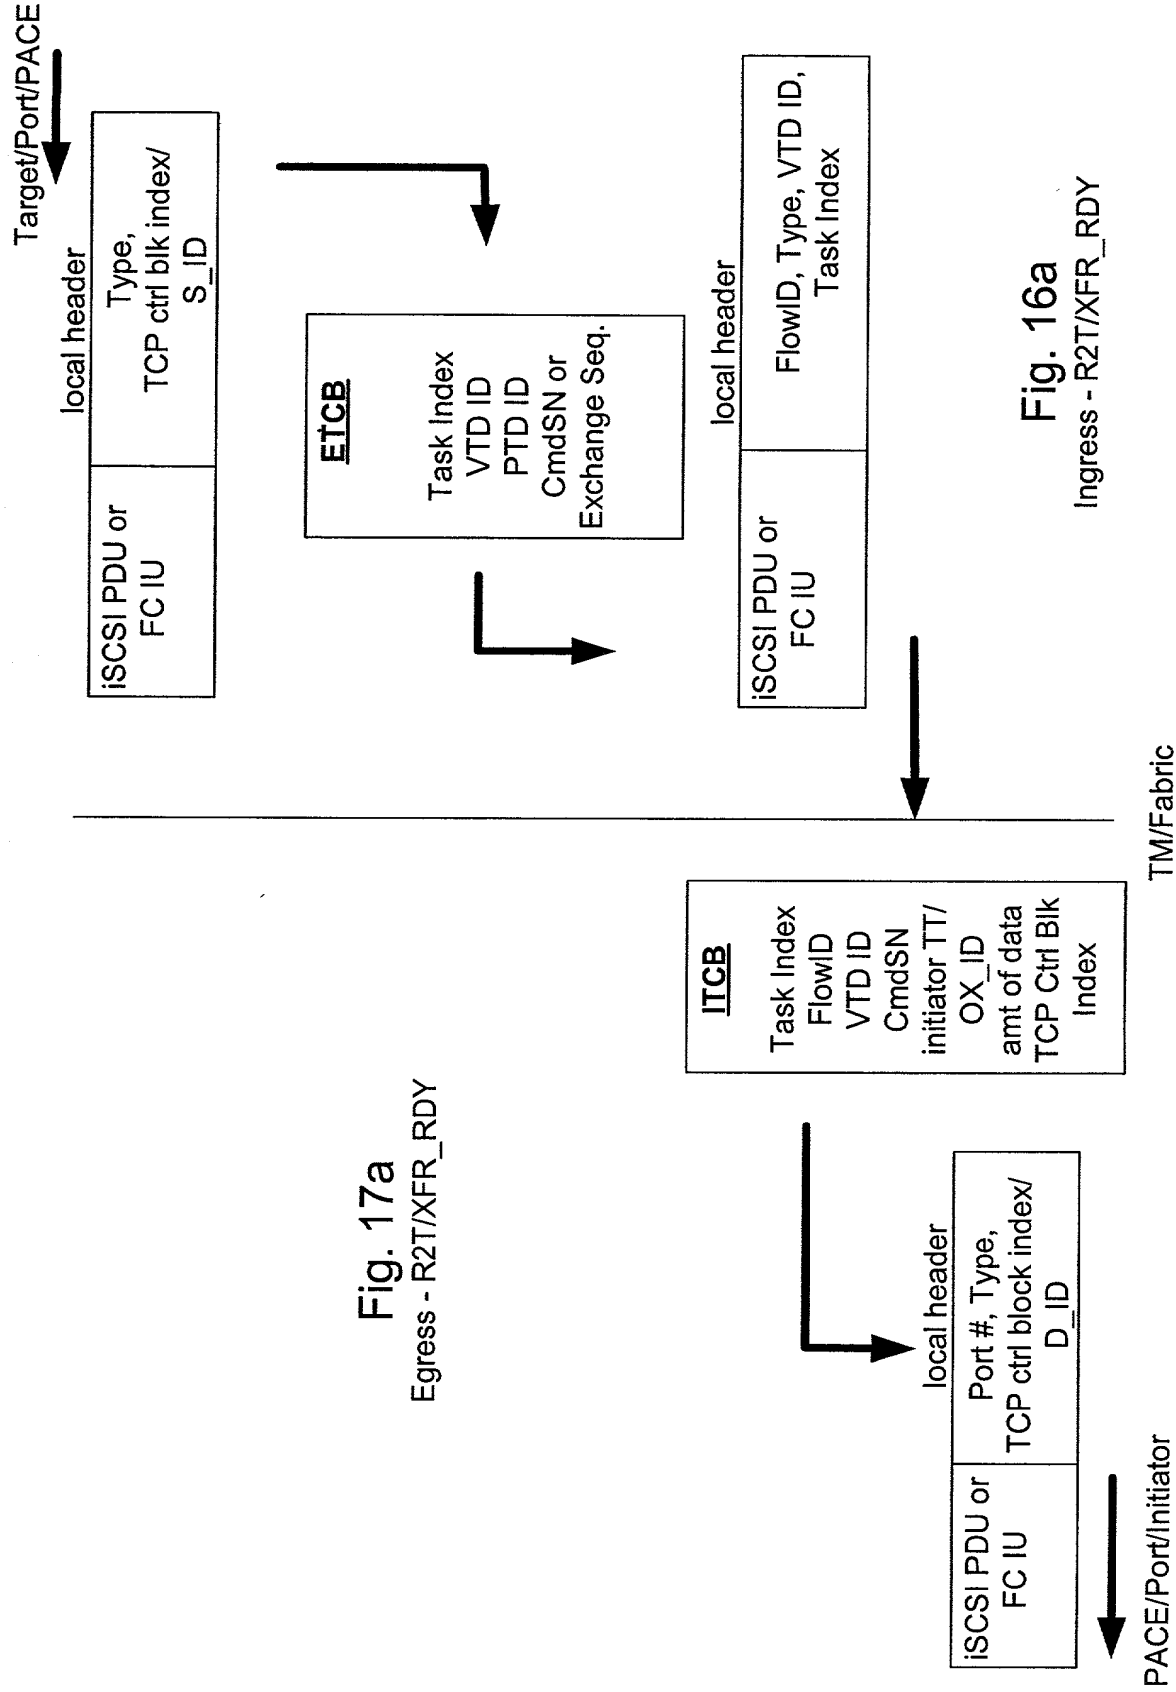 Target/Port/PACE
local header
iSCSI PDU or
FC IU
Type,
TCP ctrl blk index/
S_ID
ETCB
Task Index
VTD ID
PTD ID
CmdSN or
Exchange Seq.
local header
iSCSI PDU or
FC IU
FlowID, Type, VTD ID,
Task Index
Fig. 16a
Ingress - R2T/XFR_RDY
TM/Fabric
Fig. 17a
Egress - R2T/XFR_RDY
ITCB
Task Index
FlowID
VTD ID
CmdSN
initiator TT/
OX_ID
amt of data
TCP Ctrl Blk
Index
local header
iSCSI PDU or
FC IU
Port #, Type,
TCP ctrl block index/
D_ID
PACE/Port/Initiator